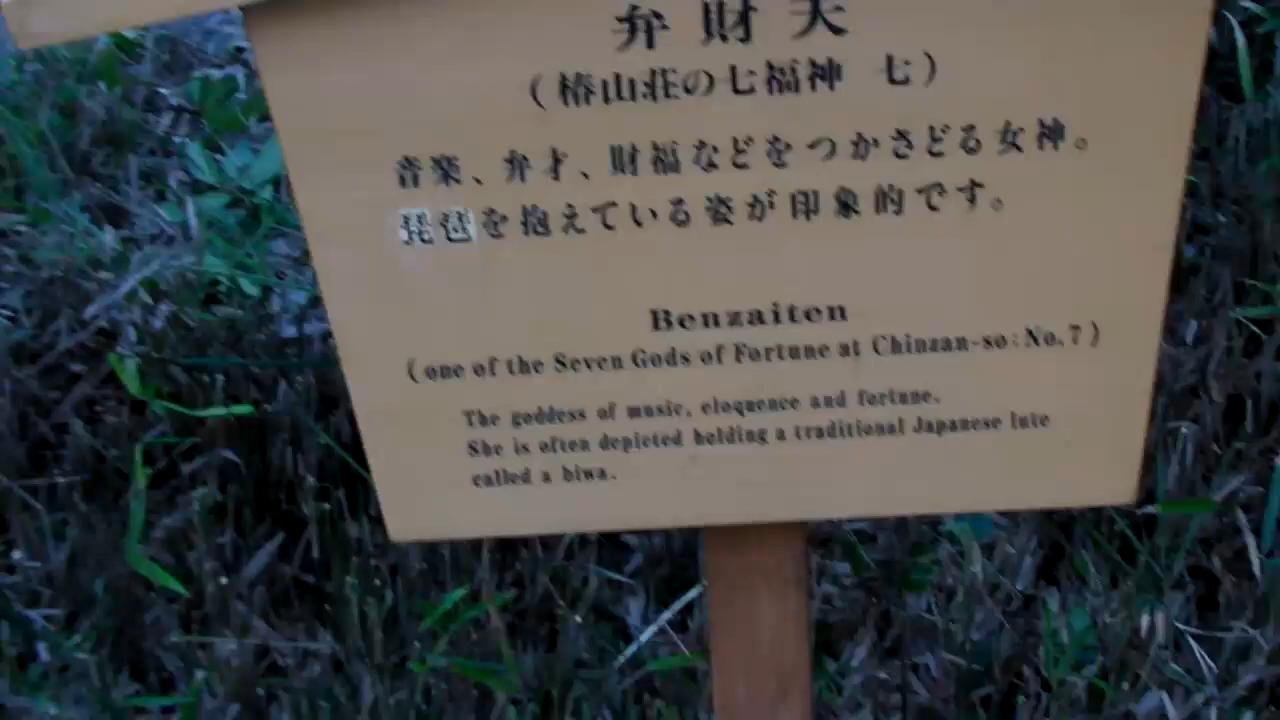 弁財天
(椿山荘の七福神 七)
音楽、弁才、財福などをつかさどる女神。
琵琶を抱えている姿が印象的です。
Benzaiten
(one of the Seven Gods of Fortune at Chinzan-so:No.7)
The goddess of music, eloquence and fortune.
She is often depicted holding a traditional Japanese lute
called a biwa.